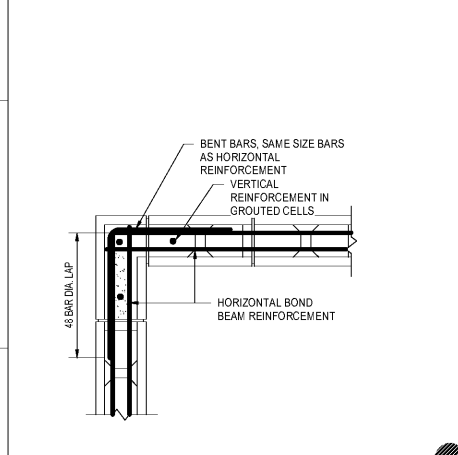 BENT BARS, SAME SIZE BARS
AS HORIZONTAL
REINFORCEMENT
VERTICAL
REINFORCEMENT IN
GROUTED CELLS
48 BAR DIA. LAP
HORIZONTAL BOND
BEAM REINFORCEMENT